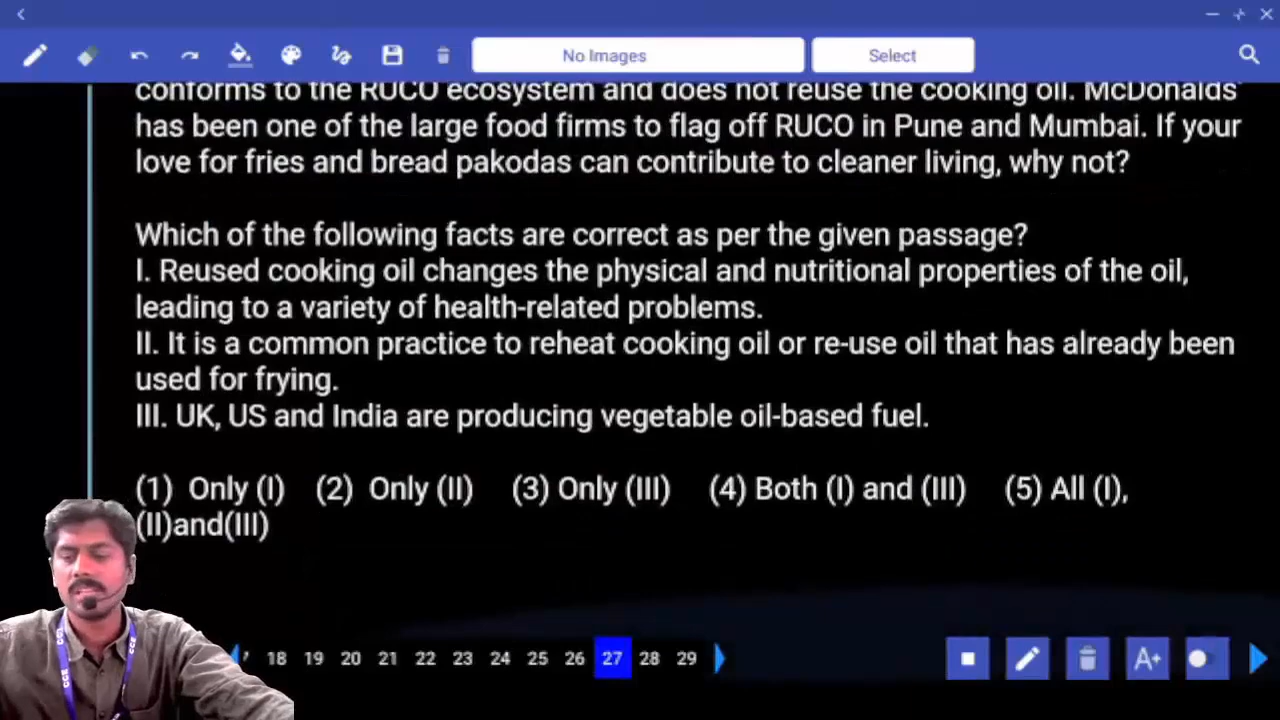 No Images
Select
conforms to the RUCO ecosystem and does not reuse the cooking oil. McDonalds'
has been one of the large food firms to flag off RUCO in Pune and Mumbai. If your
love for fries and bread pakodas can contribute to cleaner living, why not?
Which of the following facts are correct as per the given passage?
I. Reused cooking oil changes the physical and nutritional properties of the oil,
leading to a variety of health-related problems.
II. It is a common practice to reheat cooking oil or re-use oil that has already been
used for frying.
III. UK, US and India are producing vegetable oil-based fuel.
(1) Only (I) (2) Only (II) (3) Only (III) (4) Both (I) and (III) (5) All (I),
(II)and(III)
18 19 20 21 22 23 24 25 26 27 28 29
A+